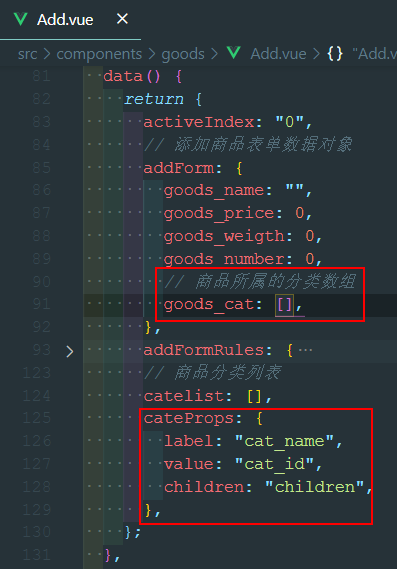 Add.vue ×
src > components > goods > Add.vue > {} "Add.v
81 data() {
82 return {
83 activeIndex: "0",
84 // 添加商品表单数据对象
85 addForm: {
86 goods_name: "",
87 goods_price: 0,
88 goods_weigth: 0,
89 goods_number: 0,
90 // 商品所属的分类数组
91 goods_cat: [],
92 },
93 > addFormRules: {…
123 // 商品分类列表
124 catelist: [],
125 cateProps: {
126 label: "cat_name",
127 value: "cat_id",
128 children: "children",
129 },
130 };
131 },